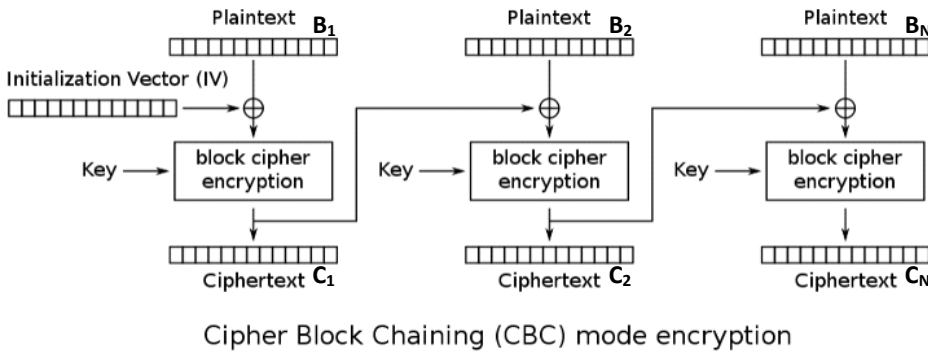 Plaintext B₁ Plaintext B₂ Plaintext Bₙ
Initialization Vector (IV)
Key block cipher encryption Key block cipher encryption Key block cipher encryption
Ciphertext C₁ Ciphertext C₂ Ciphertext Cₙ
Cipher Block Chaining (CBC) mode encryption